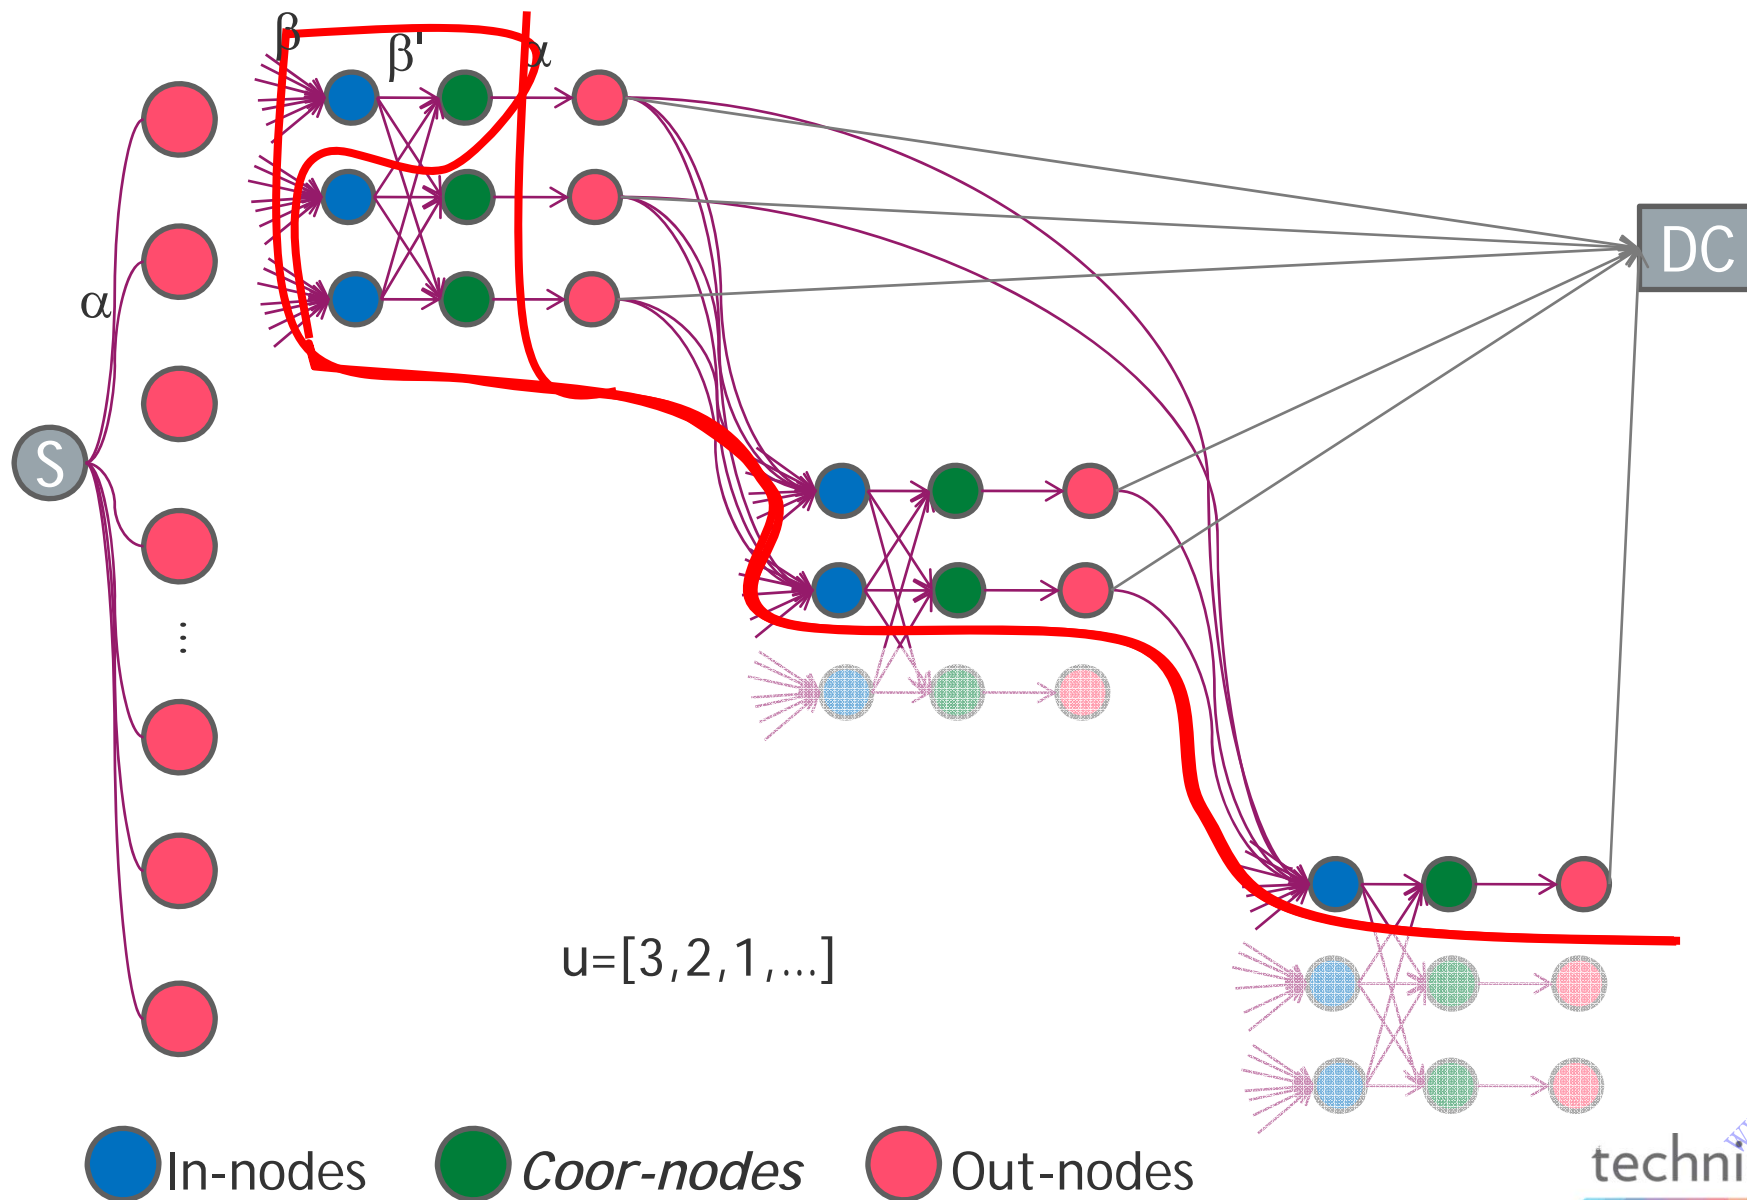 β
β'
α
DC
α
S
...
u=[3,2,1,...]
In-nodes
Coor-nodes
Out-nodes
techni